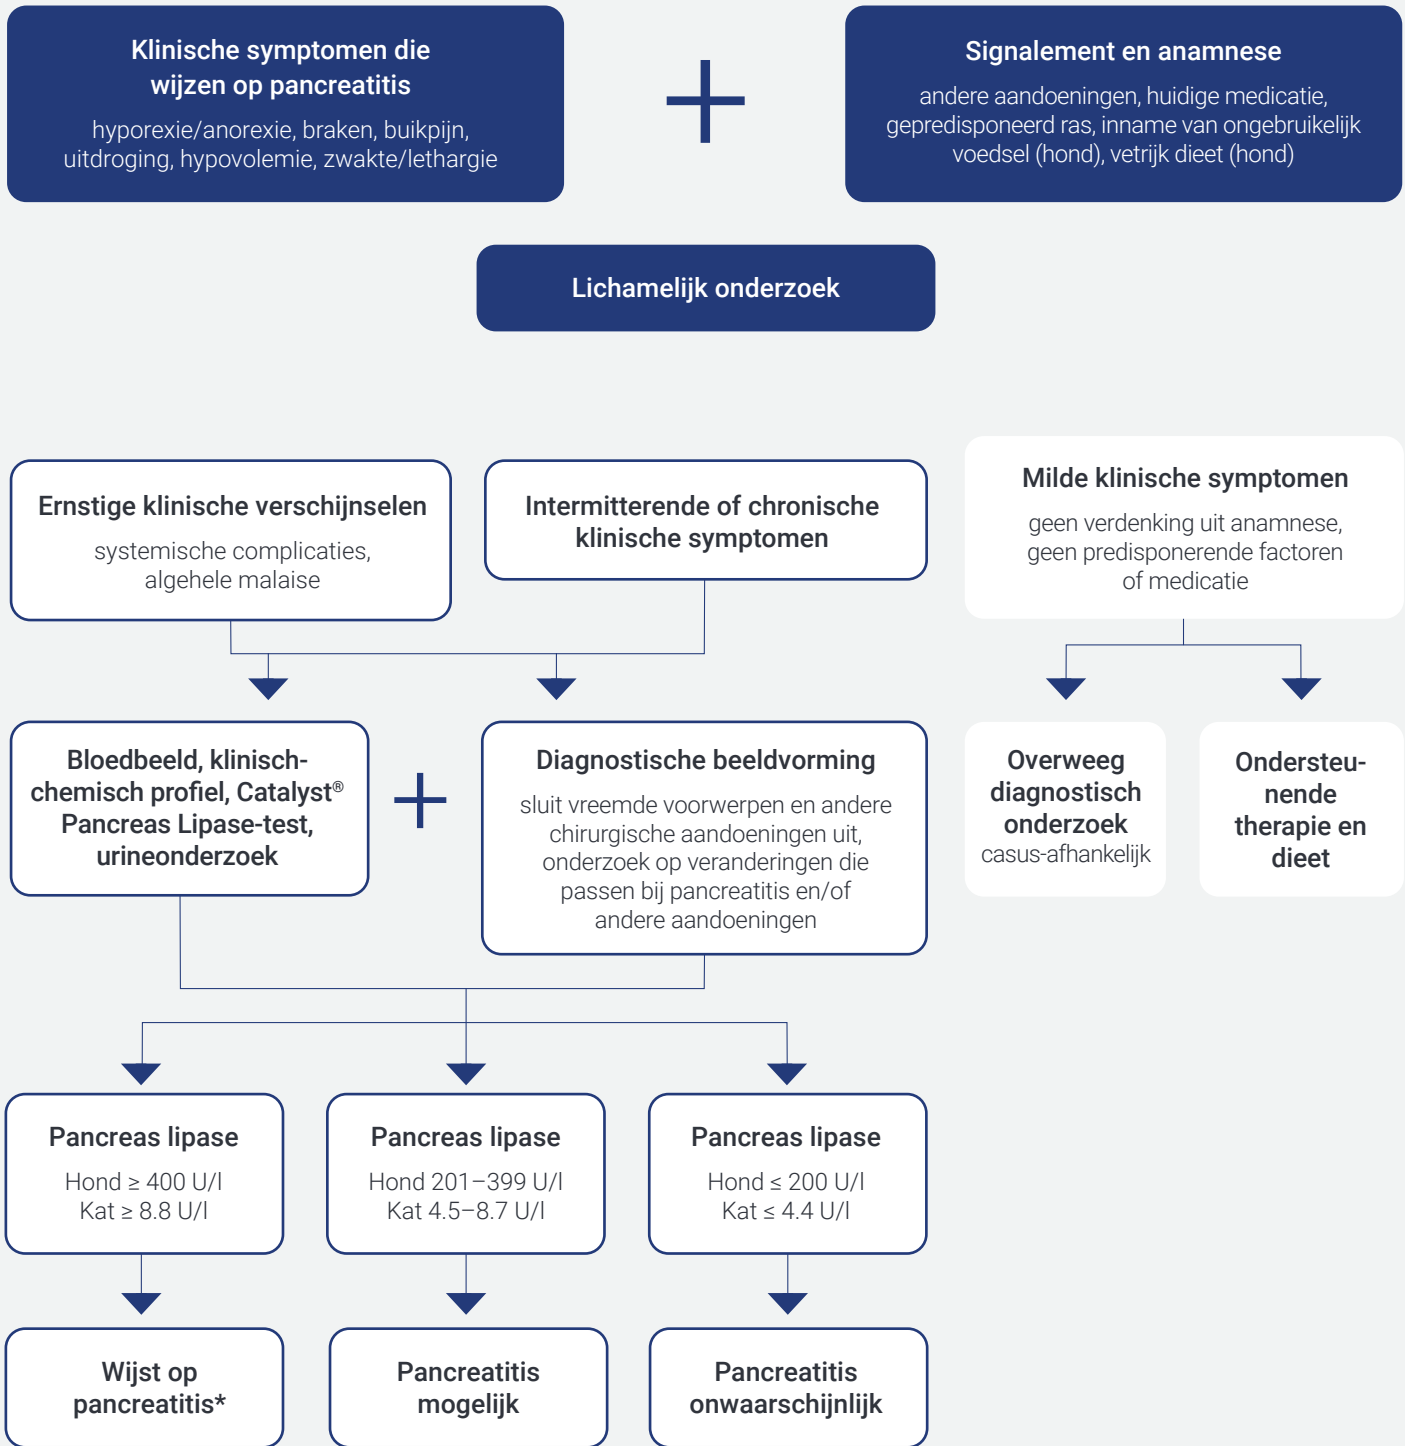 Klinische symptomen die
wijzen op pancreatitis
hyporexie/anorexie, braken, buikpijn,
uitdroging, hypovolemie, zwakte/lethargie
Signalement en anamnese
andere aandoeningen, huidige medicatie,
gepredisponeerd ras, inname van ongebruikelijk
voedsel (hond), vetrijk dieet (hond)
Lichamelijk onderzoek
Ernstige klinische verschijnselen
systemische complicaties,
algehele malaise
Intermitterende of chronische
klinische symptomen
Milde klinische symptomen
geen verdenking uit anamnese,
geen predisponerende factoren
of medicatie
Bloedbeeld, klinisch-
chemisch profiel, Catalyst®
Pancreas Lipase-test,
urineonderzoek
Diagnostische beeldvorming
sluit vreemde voorwerpen en andere
chirurgische aandoeningen uit,
onderzoek op veranderingen die
passen bij pancreatitis en/of
andere aandoeningen
Overweeg
diagnostisch
onderzoek
casus-afhankelijk
Ondersteu-
nende
therapie en
dieet
Pancreas lipase
Hond ≥ 400 U/l
Kat ≥ 8.8 U/l
Pancreas lipase
Hond 201–399 U/l
Kat 4.5–8.7 U/l
Pancreas lipase
Hond ≤ 200 U/l
Kat ≤ 4.4 U/l
Wijst op
pancreatitis*
Pancreatitis
mogelijk
Pancreatitis
onwaarschijnlijk